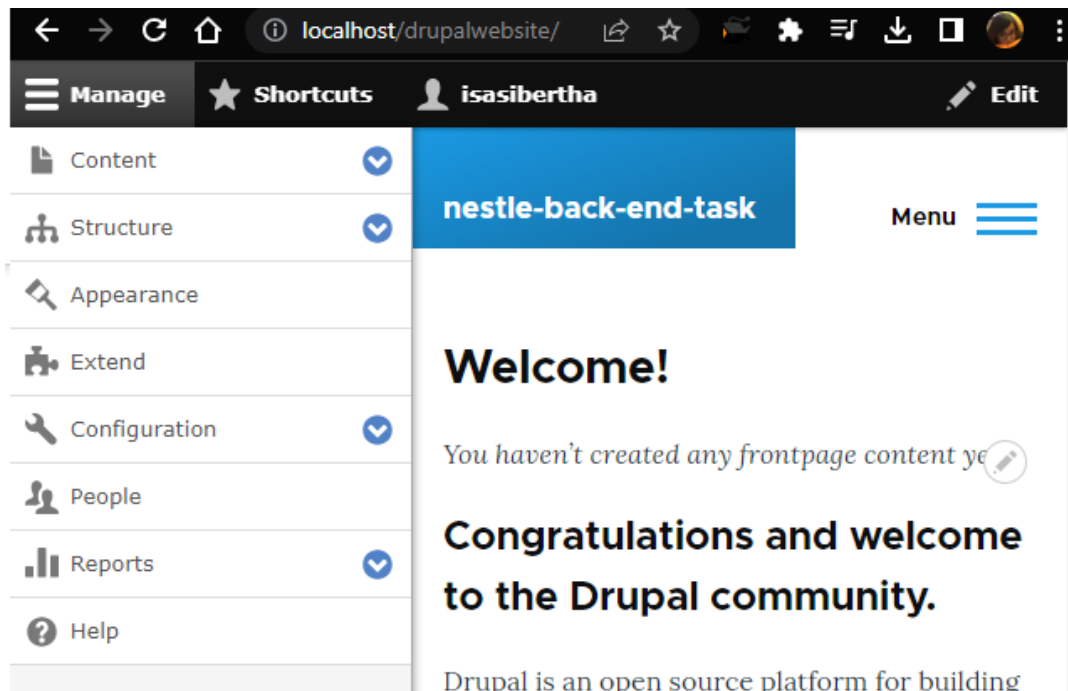 localhost/drupalwebsite/
Manage Shortcuts isasibertha Edit
Content
Structure
Appearance
Extend
Configuration
People
Reports
Help
nestle-back-end-task
Menu
Welcome!
You haven’t created any frontpage content ye
Congratulations and welcome
to the Drupal community.
Drupal is an open source platform for building